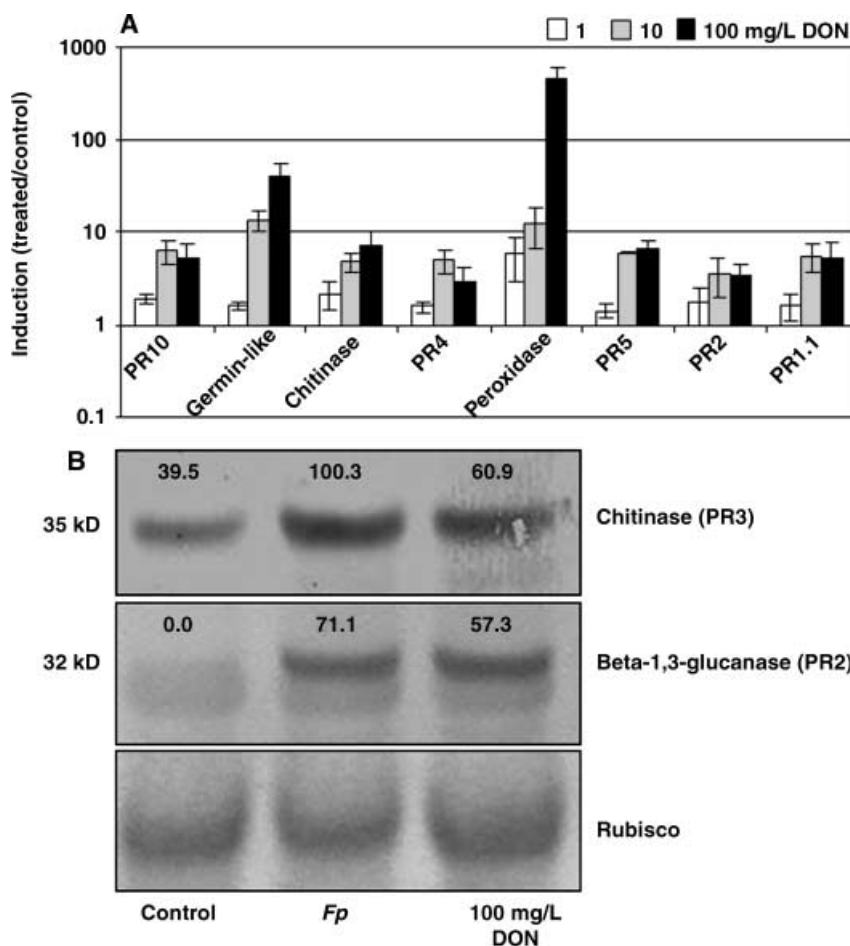 A
1 10 100 mg/L DON
Induction (treated/control)
1000
100
10
1
0.1
PR10
Germin-like
Chitinase
PR4
Peroxidase
PR5
PR2
PR1.1
B
39.5 100.3 60.9
35 kD
Chitinase (PR3)
0.0 71.1 57.3
32 kD
Beta-1,3-glucanase (PR2)
Rubisco
Control Fp 100 mg/L
DON